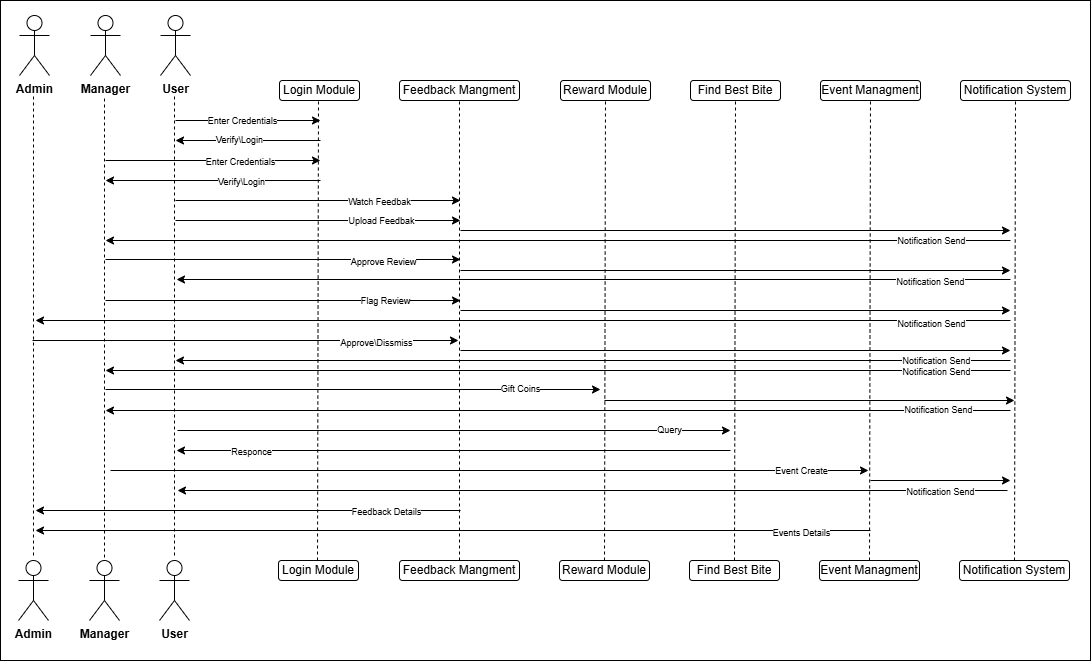 Admin
Manager
User
Login Module
Feedback Mangment
Reward Module
Find Best Bite
Event Managment
Notification System
Enter Credentials
Verify\Login
Enter Credentials
Verify\Login
Watch Feedbak
Upload Feedbak
Notification Send
Approve Review
Notification Send
Flag Review
Notification Send
Approve\Dissmiss
Notification Send
Notification Send
Gift Coins
Notification Send
Query
Responce
Event Create
Notification Send
Feedback Details
Events Details
Login Module
Feedback Mangment
Reward Module
Find Best Bite
Event Managment
Notification System
Admin
Manager
User